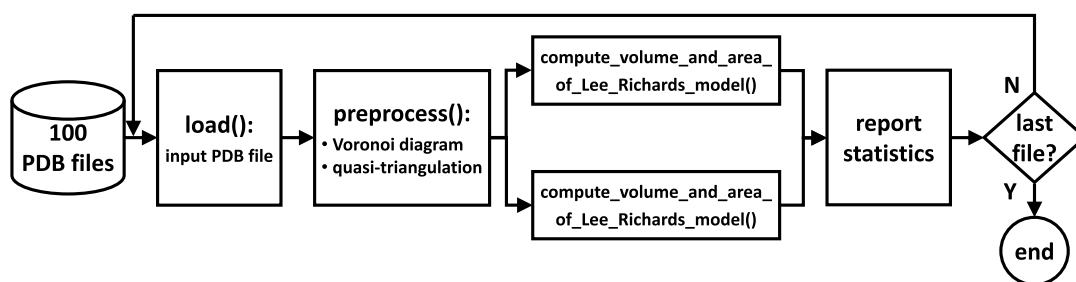 100
PDB files
load():
input PDB file
preprocess():
• Voronoi diagram
• quasi-triangulation
compute_volume_and_area_
of_Lee_Richards_model()
compute_volume_and_area_
of_Lee_Richards_model()
report
statistics
N
last
file?
Y
end